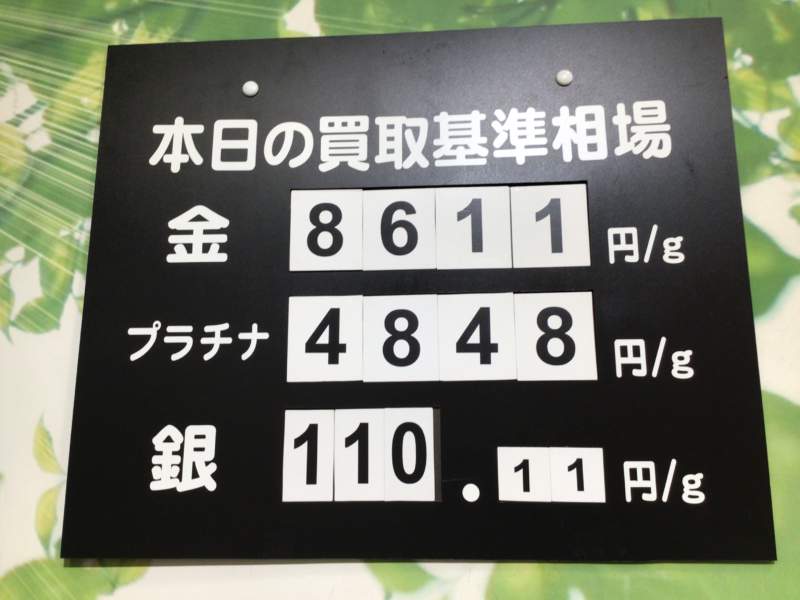 本日の買取基準相場
金 8611 円/g
プラチナ 4848 円/g
銀 110.11 円/g